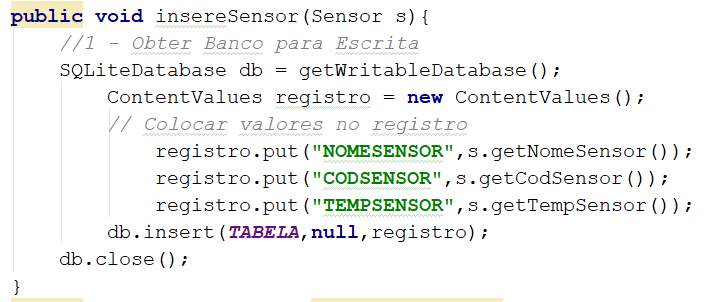 public void insereSensor(Sensor s){
//1 - Obter Banco para Escrita
SQLiteDatabase db = getWritableDatabase();
ContentValues registro = new ContentValues();
// Colocar valores no registro
registro.put("NOMESENSOR",s.getNomeSensor());
registro.put("CODSENSOR",s.getCodSensor());
registro.put("TEMPSENSOR",s.getTempSensor());
db.insert(TABELA,null,registro);
db.close();
}